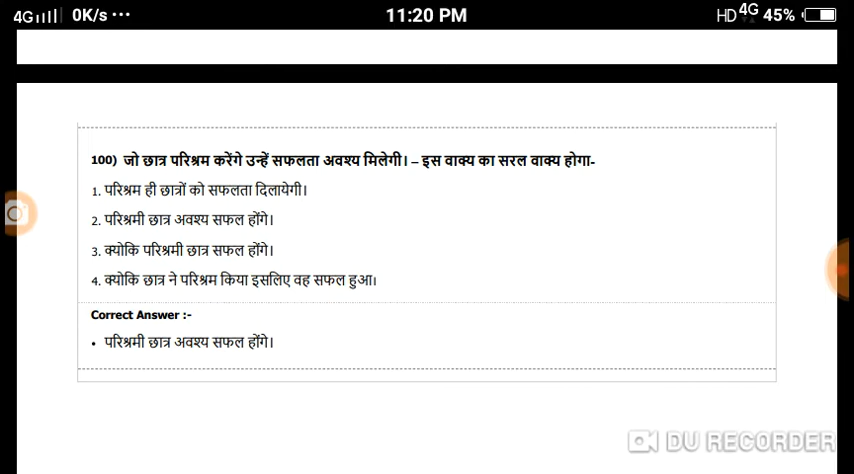 4G 0K/s ··· 11:20 PM HD 4G 45%
100) जो छात्र परिश्रम करेंगे उन्हें सफलता अवश्य मिलेगी। – इस वाक्य का सरल वाक्य होगा-
1. परिश्रम ही छात्रों को सफलता दिलायेगी।
2. परिश्रमी छात्र अवश्य सफल होंगे।
3. क्योकि परिश्रमी छात्र सफल होंगे।
4. क्योकि छात्र ने परिश्रम किया इसलिए वह सफल हुआ।
Correct Answer :-
• परिश्रमी छात्र अवश्य सफल होंगे।
DU RECORDER